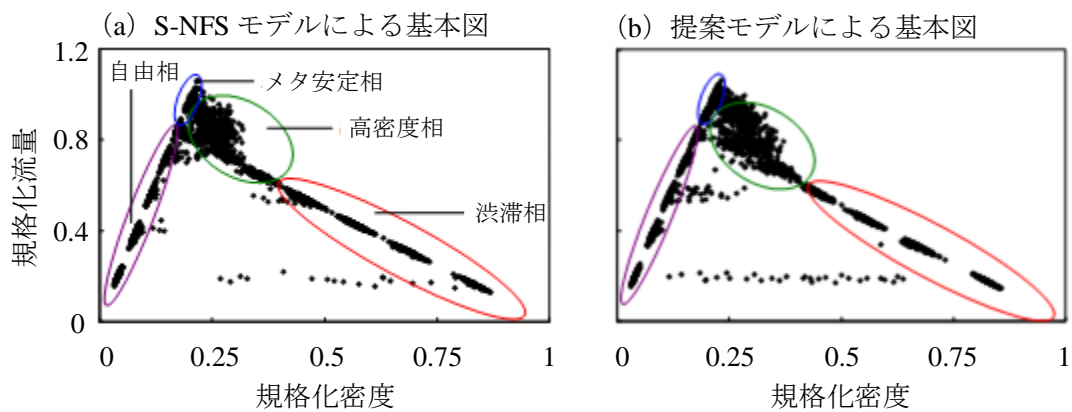 (a) S-NFS モデルによる基本図
(b) 提案モデルによる基本図
1.2
0.8
0.4
0
規格化流量
自由相
メタ安定相
高密度相
渋滞相
0 0.25 0.5 0.75 1
規格化密度
0 0.25 0.5 0.75 1
規格化密度